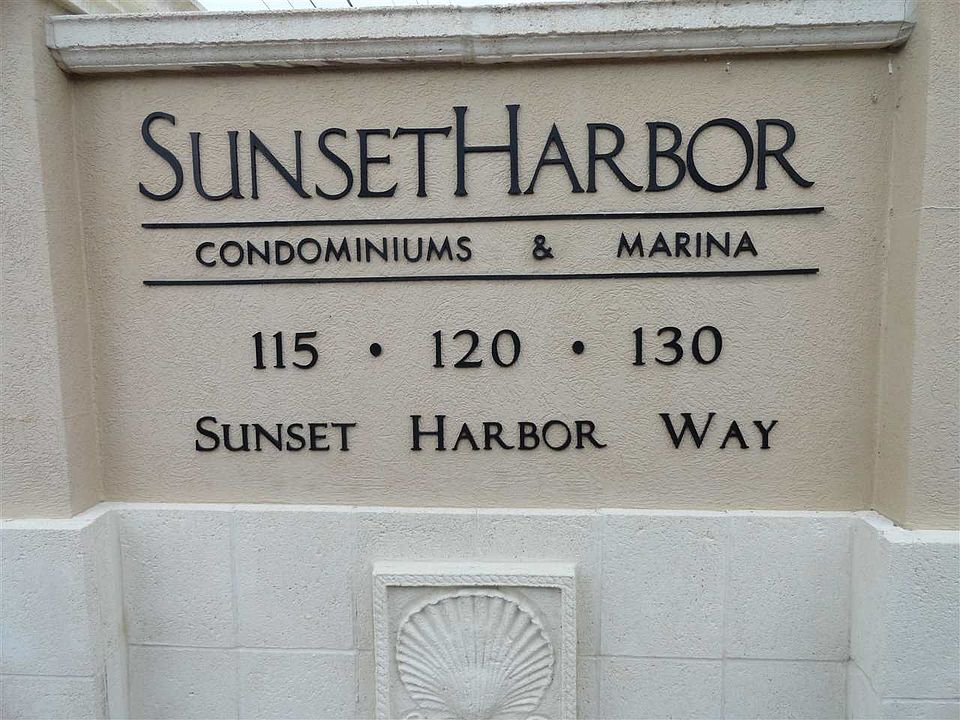 SUNSETHARBOR
CONDOMINIUMS & MARINA
115 • 120 • 130
SUNSET HARBOR WAY